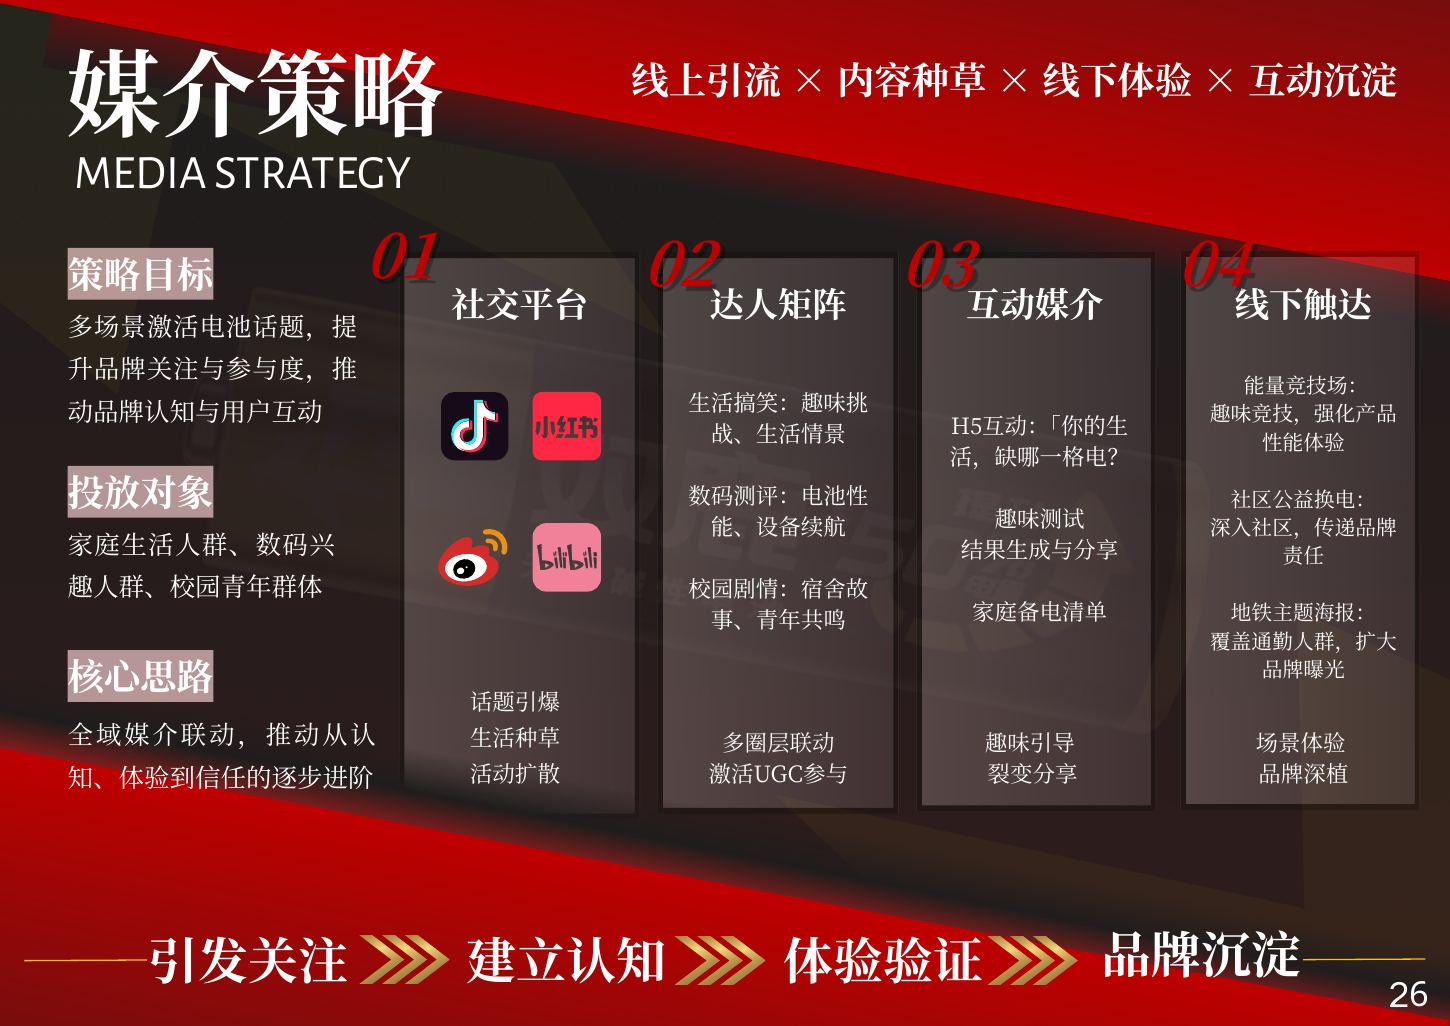 媒介策略
MEDIA STRATEGY
线上引流 × 内容种草 × 线下体验 × 互动沉淀
策略目标
多场景激活电池话题，提
升品牌关注与参与度，推
动品牌认知与用户互动
投放对象
家庭生活人群、数码兴
趣人群、校园青年群体
核心思路
全域媒介联动，推动从认
知、体验到信任的逐步进阶
01
社交平台
小红书
bilibili
话题引爆
生活种草
活动扩散
02
达人矩阵
生活搞笑：趣味挑
战、生活情景
数码测评：电池性
能、设备续航
校园剧情：宿舍故
事、青年共鸣
多圈层联动
激活UGC参与
03
互动媒介
H5互动：「你的生
活，缺哪一格电？
趣味测试
结果生成与分享
家庭备电清单
趣味引导
裂变分享
04
线下触达
能量竞技场：
趣味竞技，强化产品
性能体验
社区公益换电：
深入社区，传递品牌
责任
地铁主题海报：
覆盖通勤人群，扩大
品牌曝光
场景体验
品牌深植
引发关注
建立认知
体验验证
品牌沉淀
26